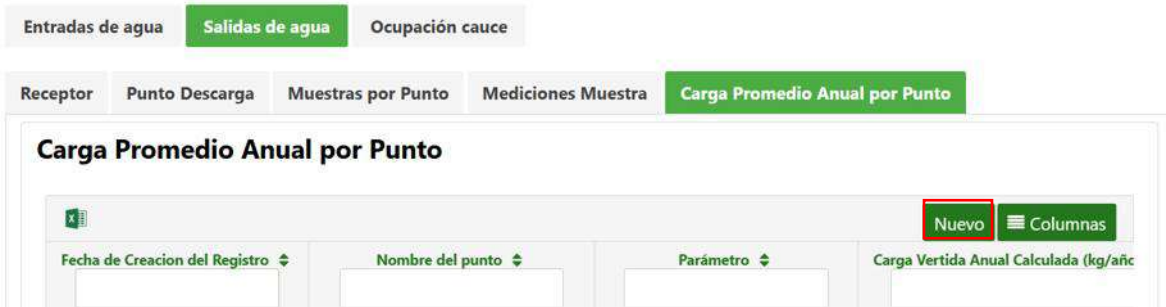 Entradas de agua Salidas de agua Ocupación cauce
Receptor Punto Descarga Muestras por Punto Mediciones Muestra Carga Promedio Anual por Punto
Carga Promedio Anual por Punto
Nuevo Columnas
Fecha de Creacion del Registro Nombre del punto Parámetro Carga Vertida Anual Calculada (kg/año